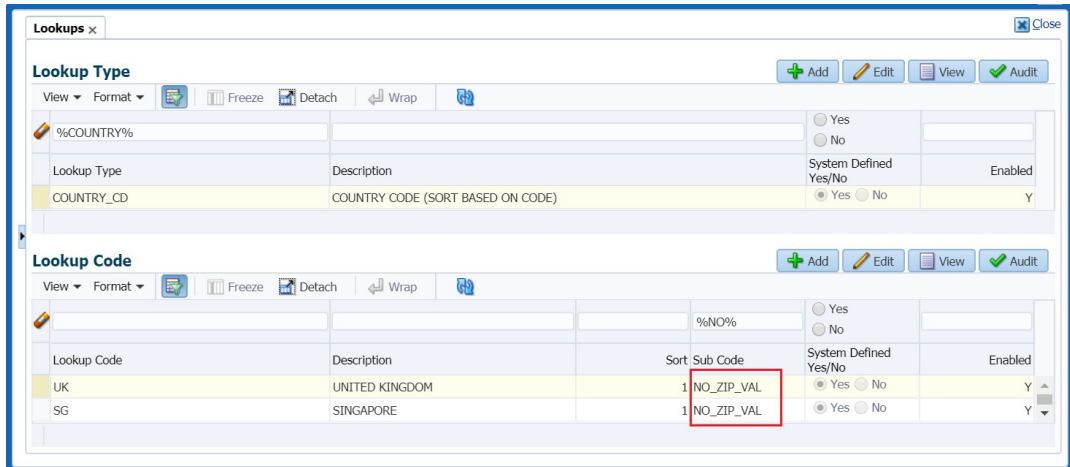 Lookups × Close
Lookup Type Add Edit View Audit
View Format Freeze Detach Wrap
%COUNTRY% Yes
No
Lookup Type Description System Defined Yes/No Enabled
COUNTRY_CD COUNTRY CODE (SORT BASED ON CODE) Yes No Y
Lookup Code Add Edit View Audit
View Format Freeze Detach Wrap
%NO% Yes
No
Lookup Code Description Sort Sub Code System Defined Yes/No Enabled
UK UNITED KINGDOM 1 NO_ZIP_VAL Yes No Y
SG SINGAPORE 1 NO_ZIP_VAL Yes No Y